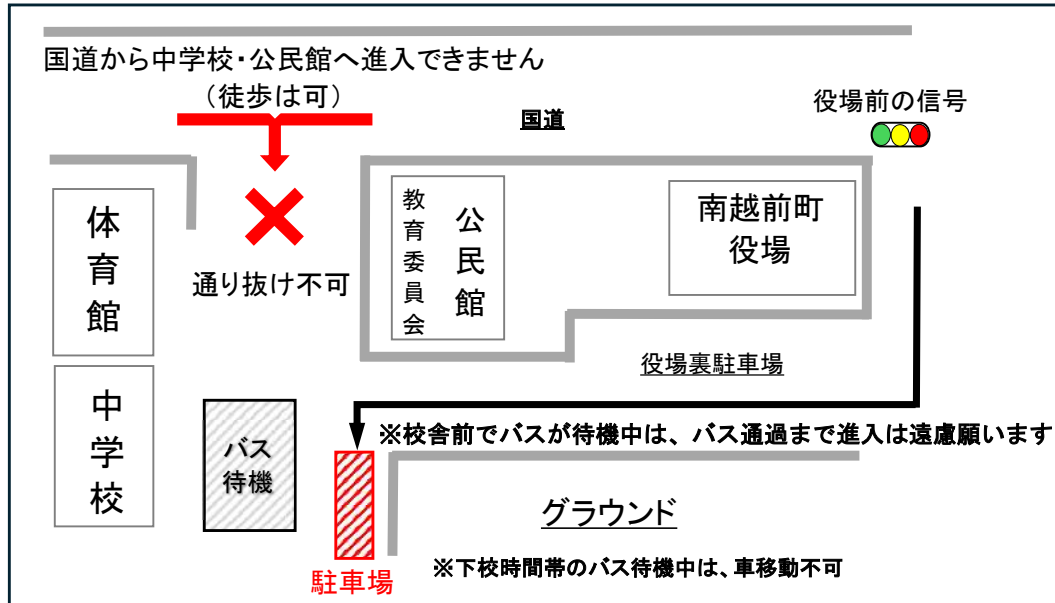 国道から中学校・公民館へ進入できません
（徒歩は可）
国道
役場前の信号
体育館
通り抜け不可
教育委員会
公民館
南越前町
役場
役場裏駐車場
中学校
バス
待機
※校舎前でバスが待機中は、バス通過まで進入は遠慮願います
グラウンド
駐車場
※下校時間帯のバス待機中は、車移動不可